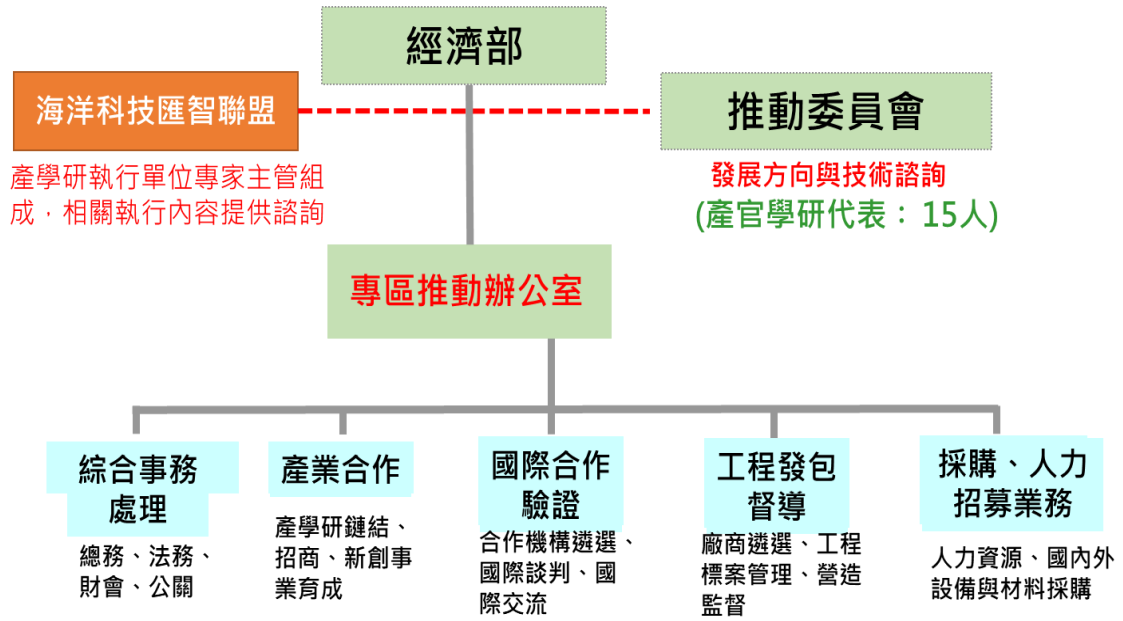 經濟部
海洋科技匯智聯盟
產學研執行單位專家主管組
成，相關執行內容提供諮詢
推動委員會
發展方向與技術諮詢
(產官學研代表： 15人)
專區推動辦公室
綜合事務
處理
總務、法務、
財會、公關
產業合作
產學研鏈結、
招商、新創事
業育成
國際合作
驗證
合作機構遴選、
國際談判、國
際交流
工程發包
督導
廠商遴選、工程
標案管理、營造
監督
採購、人力
招募業務
人力資源、國內外
設備與材料採購